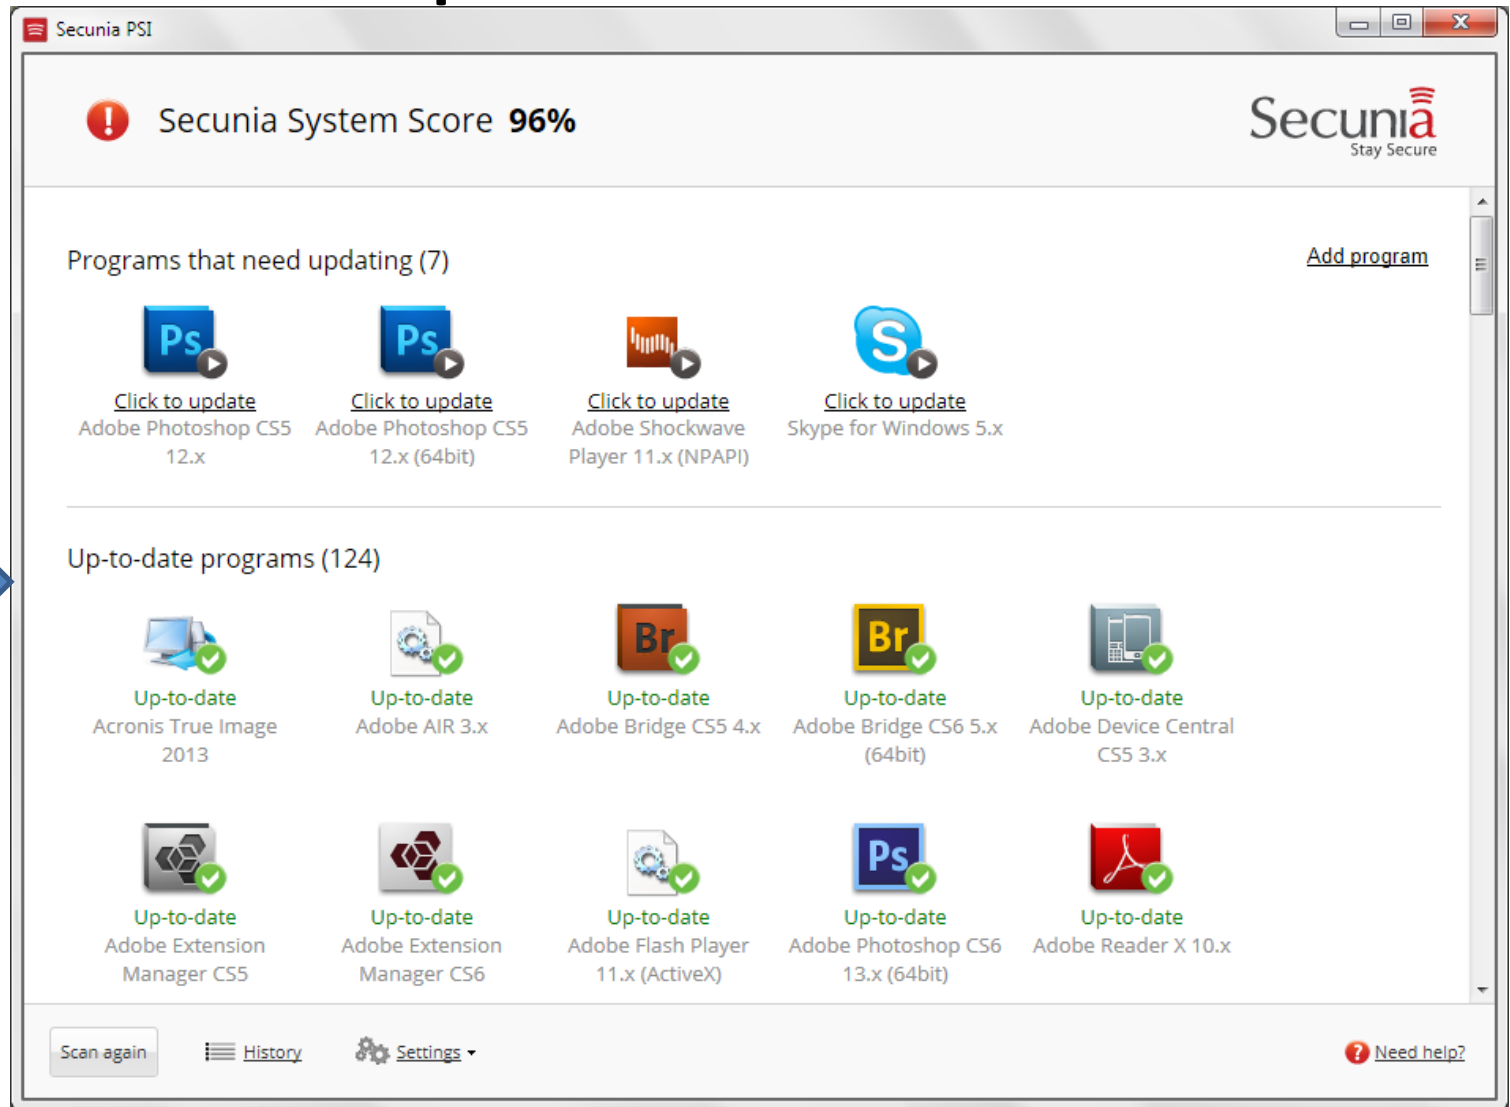 Secunia PSI
Secunia System Score 96%
Secunia
Stay Secure
Programs that need updating (7)
Add program
Ps
Ps
S
Click to update
Click to update
Click to update
Click to update
Adobe Photoshop CS5
12.x
Adobe Photoshop CS5
12.x (64bit)
Adobe Shockwave
Player 11.x (NPAPI)
Skype for Windows 5.x
Up-to-date programs (124)
Br
Br
Up-to-date
Up-to-date
Up-to-date
Up-to-date
Up-to-date
Acronis True Image
2013
Adobe AIR 3.x
Adobe Bridge CS5 4.x
Adobe Bridge CS6 5.x
(64bit)
Adobe Device Central
CS5 3.x
Ps
Up-to-date
Up-to-date
Up-to-date
Up-to-date
Up-to-date
Adobe Extension
Manager CS5
Adobe Extension
Manager CS6
Adobe Flash Player
11.x (ActiveX)
Adobe Photoshop CS6
13.x (64bit)
Adobe Reader X 10.x
Scan again
History
Settings
Need help?